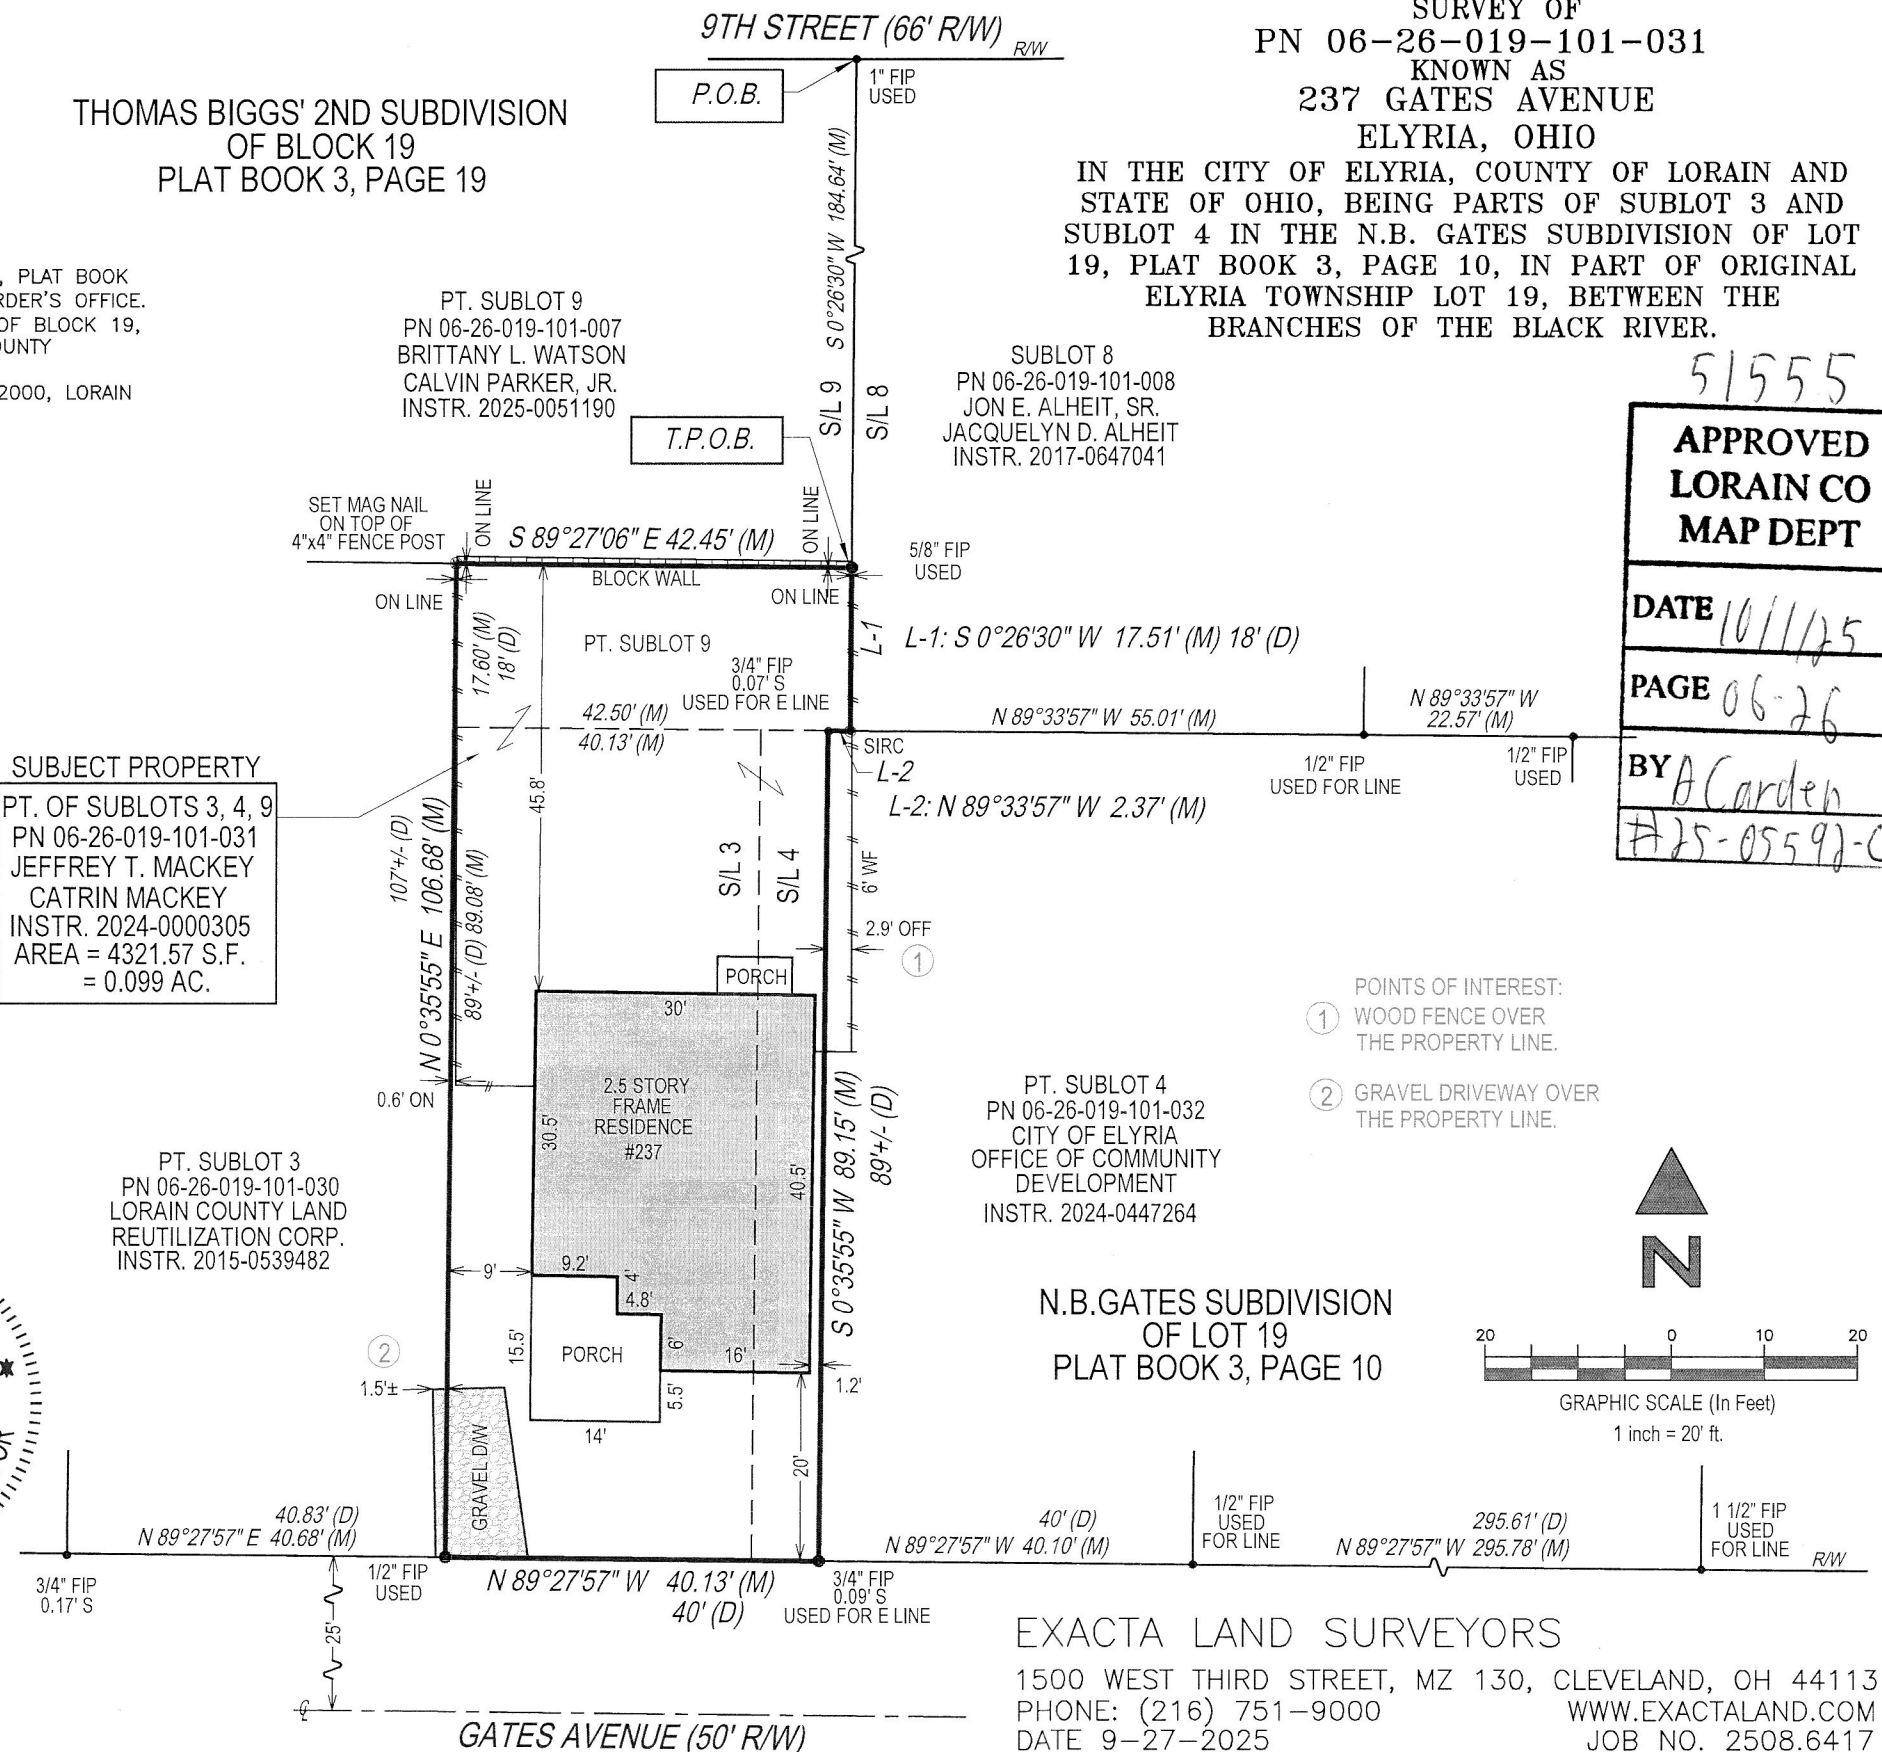 9TH STREET (66' R/W)
R/W
P.O.B.
1" FIP
USED
SURVEY OF
PN 06-26-019-101-031
KNOWN AS
237 GATES AVENUE
ELYRIA, OHIO
IN THE CITY OF ELYRIA, COUNTY OF LORAIN AND
STATE OF OHIO, BEING PARTS OF SUBLOT 3 AND
SUBLOT 4 IN THE N.B. GATES SUBDIVISION OF LOT
19, PLAT BOOK 3, PAGE 10, IN PART OF ORIGINAL
ELYRIA TOWNSHIP LOT 19, BETWEEN THE
BRANCHES OF THE BLACK RIVER.
THOMAS BIGGS' 2ND SUBDIVISION
OF BLOCK 19
PLAT BOOK 3, PAGE 19
, PLAT BOOK
RDER'S OFFICE.
OF BLOCK 19,
OUNTY
2000, LORAIN
S 0°26'30" W 184.64' (M)
S/L 9
S/L 8
PT. SUBLOT 9
PN 06-26-019-101-007
BRITTANY L. WATSON
CALVIN PARKER, JR.
INSTR. 2025-0051190
T.P.O.B.
SUBLOT 8
PN 06-26-019-101-008
JON E. ALHEIT, SR.
JACQUELYN D. ALHEIT
INSTR. 2017-0647041
51555
APPROVED
LORAIN CO
MAP DEPT
DATE 10/1/25
PAGE 06-26
BY A Carden
#25-05592-C
SET MAG NAIL
ON TOP OF
4"x4" FENCE POST
ON LINE
S 89°27'06" E 42.45' (M)
ON LINE
5/8" FIP
USED
BLOCK WALL
ON LINE
ON LINE
17.60' (M)
18' (D)
PT. SUBLOT 9
L-1
L-1: S 0°26'30" W 17.51' (M) 18' (D)
3/4" FIP
0.07' S
USED FOR E LINE
42.50' (M)
40.13' (M)
N 89°33'57" W 55.01' (M)
N 89°33'57" W
22.57' (M)
SIRC
L-2
L-2: N 89°33'57" W 2.37' (M)
1/2" FIP
USED FOR LINE
1/2" FIP
USED
SUBJECT PROPERTY
PT. OF SUBLOTS 3, 4, 9
PN 06-26-019-101-031
JEFFREY T. MACKEY
CATRIN MACKEY
INSTR. 2024-0000305
AREA = 4321.57 S.F.
= 0.099 AC.
45.8'
107'+/- (D)
N 0°35'55" E 106.68' (M)
89'+/- (D) 89.08' (M)
S/L 3
S/L 4
6' WF
2.9' OFF
1
PORCH
30'
2.5 STORY
FRAME
RESIDENCE
#237
30.5'
40.5'
0.6' ON
S 0°35'55" W 89.15' (M)
89'+/- (D)
POINTS OF INTEREST:
1 WOOD FENCE OVER
THE PROPERTY LINE.
2 GRAVEL DRIVEWAY OVER
THE PROPERTY LINE.
PT. SUBLOT 4
PN 06-26-019-101-032
CITY OF ELYRIA
OFFICE OF COMMUNITY
DEVELOPMENT
INSTR. 2024-0447264
PT. SUBLOT 3
PN 06-26-019-101-030
LORAIN COUNTY LAND
REUTILIZATION CORP.
INSTR. 2015-0539482
9'
9.2'
4'
4.8'
6'
16'
15.5'
PORCH
5.5'
14'
1.2'
20'
2
1.5'±
GRAVEL D/W
N
N.B.GATES SUBDIVISION
OF LOT 19
PLAT BOOK 3, PAGE 10
20 0 10 20
GRAPHIC SCALE (In Feet)
1 inch = 20' ft.
OR
40.83' (D)
N 89°27'57" E 40.68' (M)
3/4" FIP
0.17' S
1/2" FIP
USED
N 89°27'57" W 40.13' (M)
40' (D)
3/4" FIP
0.09' S
USED FOR E LINE
40' (D)
N 89°27'57" W 40.10' (M)
1/2" FIP
USED
FOR LINE
295.61' (D)
N 89°27'57" W 295.78' (M)
1 1/2" FIP
USED
FOR LINE
R/W
25'
GATES AVENUE (50' R/W)
EXACTA LAND SURVEYORS
1500 WEST THIRD STREET, MZ 130, CLEVELAND, OH 44113
PHONE: (216) 751-9000 WWW.EXACTALAND.COM
DATE 9-27-2025 JOB NO. 2508.6417